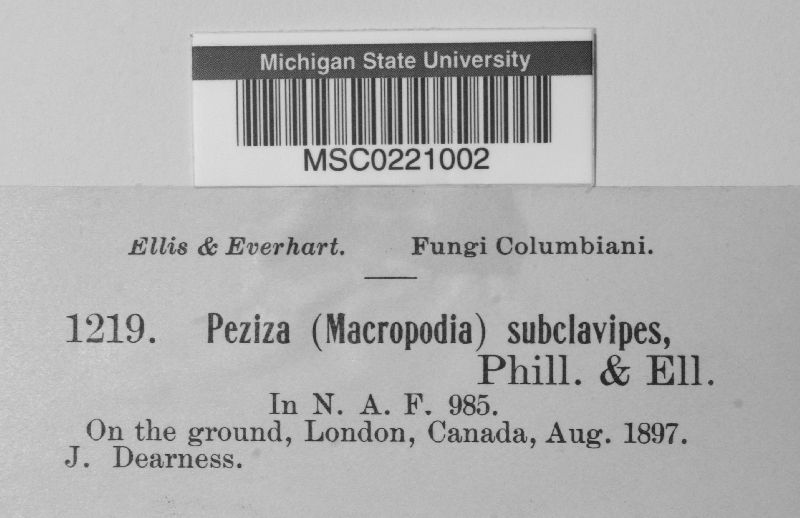 Michigan State University
MSC0221002
Ellis & Everhart. Fungi Columbiani.
1219. Peziza (Macropodia) subclavipes,
Phill. & Ell.
In N. A. F. 985.
On the ground, London, Canada, Aug. 1897.
J. Dearness.